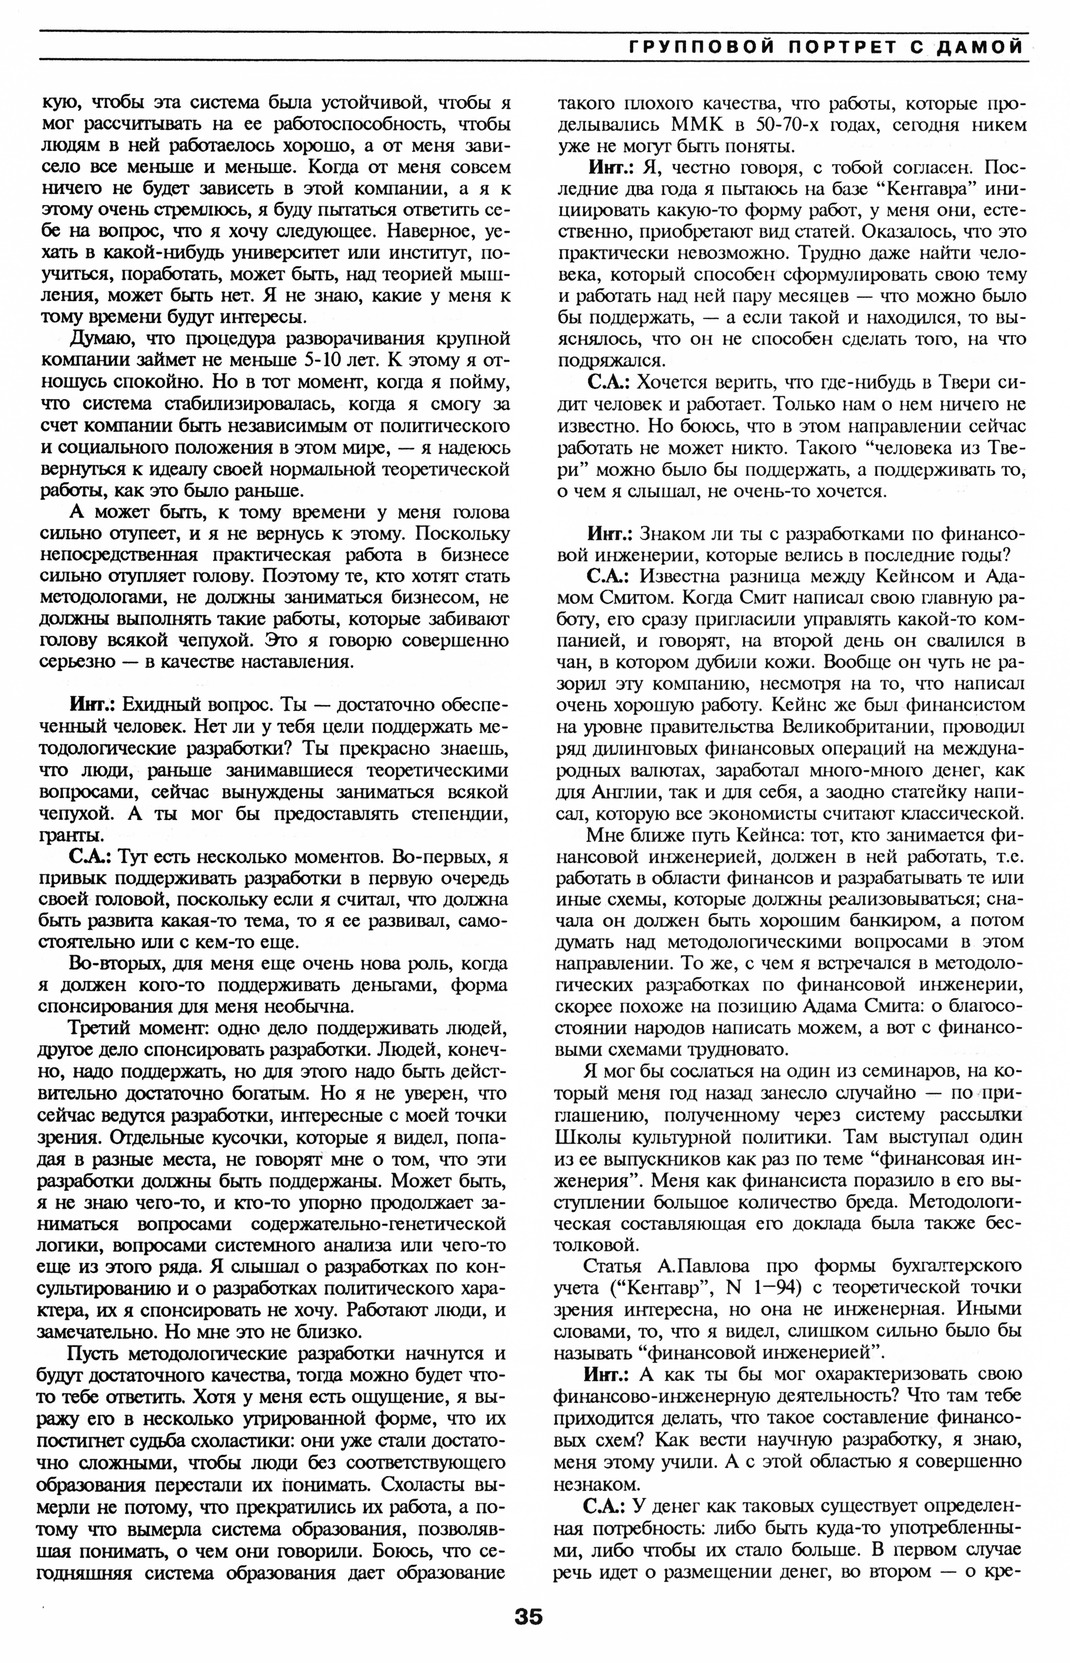 ГРУППОВОЙ ПОРТРЕТ С ДАМОЙ
кую, чтобы эта система была устойчивой, чтобы я
мог рассчитывать на ее работоспособность, чтобы
людям в ней работаелось хорошо, а от меня зави-
село все меньше и меньше. Когда от меня совсем
ничего не будет зависеть в этой компании, а я к
этому очень стремлюсь, я буду пытаться ответить се-
бе на вопрос, что я хочу следующее. Наверное, уе-
хать в какой-нибудь университет или институт, по-
учиться, поработать, может быть, над теорией мыш-
ления, может быть нет. Я не знаю, какие у меня к
тому времени будут интересы.
Думаю, что процедура разворачивания крупной
компании займет не меньше 5-10 лет. К этому я от-
ношусь спокойно. Но в тот момент, когда я пойму,
что система стабилизировалась, когда я смогу за
счет компании быть независимым от политического
и социального положения в этом мире, — я надеюсь
вернуться к идеалу своей нормальной теоретической
работы, как это было раньше.
А может быть, к тому времени у меня голова
сильно отупеет, и я не вернусь к этому. Поскольку
непосредственная практическая работа в бизнесе
сильно отупляет голову. Поэтому те, кто хотят стать
методологами, не должны заниматься бизнесом, не
должны выполнять такие работы, которые забивают
голову всякой чепухой. Это я говорю совершенно
серьезно — в качестве наставления.
Инт.: Ехидный вопрос. Ты — достаточно обеспе-
ченный человек. Нет ли у тебя цели поддержать ме-
тодологические разработки? Ты прекрасно знаешь,
что люди, раньше занимавшиеся теоретическими
вопросами, сейчас вынуждены заниматься всякой
чепухой. А ты мог бы предоставлять степендии,
гранты.
С.А.: Тут есть несколько моментов. Во-первых, я
привык поддерживать разработки в первую очередь
своей головой, поскольку если я считал, что должна
быть развита какая-то тема, то я ее развивал, само-
стоятельно или с кем-то еще.
Во-вторых, для меня еще очень нова роль, когда
я должен кого-то поддерживать деньгами, форма
спонсирования для меня необычна.
Третий момент: одно дело поддерживать людей,
другое дело спонсировать разработки. Людей, конеч-
но, надо поддержать, но для этого надо быть дейст-
вительно достаточно богатым. Но я не уверен, что
сейчас ведутся разработки, интересные с моей точки
зрения. Отдельные кусочки, которые я видел, попа-
дая в разные места, не говорят мне о том, что эти
разработки должны быть поддержаны. Может быть,
я не знаю чего-то, и кто-то упорно продолжает за-
ниматься вопросами содержательно-генетической
логики, вопросами системного анализа или чего-то
еще из этого ряда. Я слышал о разработках по кон-
сультированию и о разработках политического хара-
ктера, их я спонсировать не хочу. Работают люди, и
замечательно. Но мне это не близко.
Пусть методологические разработки начнутся и
будут достаточного качества, тогда можно будет что-
то тебе ответить. Хотя у меня есть ощущение, я вы-
ражу его в несколько утрированной форме, что их
постигнет судьба схоластики: они уже стали достато-
чно сложными, чтобы люди без соответствующего
образования перестали их понимать. Схоласты вы-
мерли не потому, что прекратились их работа, а по-
тому что вымерла система образования, позволяв-
шая понимать, о чем они говорили. Боюсь, что се-
годняшняя система образования дает образование
такого плохого качества, что работы, которые про-
делывались ММК в 50-70-х годах, сегодня никем
уже не могут быть поняты.
Инт.: Я, честно говоря, с тобой согласен. Пос-
ледние два года я пытаюсь на базе “Кентавра” ини-
циировать какую-то форму работ, у меня они, есте-
ственно, приобретают вид статей. Оказалось, что это
практически невозможно. Трудно даже найти чело-
века, который способен сформулировать свою тему
и работать над ней пару месяцев — что можно было
бы поддержать, — а если такой и находился, то вы-
яснялось, что он не способен сделать того, на что
подряжался.
С.А.: Хочется верить, что где-нибудь в Твери си-
дит человек и работает. Только нам о нем ничего не
известно. Но боюсь, что в этом направлении сейчас
работать не может никто. Такого “человека из Тве-
ри” можно было бы поддержать, а поддерживать то,
о чем я слышал, не очень-то хочется.
Инт.: Знаком ли ты с разработками по финансо-
вой инженерии, которые велись в последние годы?
С.А.: Известна разница между Кейнсом и Ада-
мом Смитом. Когда Смит написал свою главную ра-
боту, его сразу пригласили управлять какой-то ком-
панией, и говорят, на второй день он свалился в
чан, в котором дубили кожи. Вообще он чуть не ра-
зорил эту компанию, несмотря на то, что написал
очень хорошую работу. Кейнс же был финансистом
на уровне правительства Великобритании, проводил
ряд дилинговых финансовых операций на междуна-
родных валютах, заработал много-много денег, как
для Англии, так и для себя, а заодно статейку напи-
сал, которую все экономисты считают классической.
Мне ближе путь Кейнса: тот, кто занимается фи-
нансовой инженерией, должен в ней работать, т.е.
работать в области финансов и разрабатывать те или
иные схемы, которые должны реализовываться; сна-
чала он должен быть хорошим банкиром, а потом
думать над методологическими вопросами в этом
направлении. То же, с чем я встречался в методоло-
гических разработках по финансовой инженерии,
скорее похоже на позицию Адама Смита: о благосо-
стоянии народов написать можем, а вот с финансо-
выми схемами трудновато.
Я мог бы сослаться на один из семинаров, на ко-
торый меня год назад занесло случайно — по при-
глашению, полученному через систему рассылки
Школы культурной политики. Там выступал один
из ее выпускников как раз по теме “финансовая ин-
женерия”. Меня как финансиста поразило в его вы-
ступлении большое количество бреда. Методологи-
ческая составляющая его доклада была также бес-
толковой.
Статья А.Павлова про формы бухгалтерского
учета (“Кентавр”, N 1—94) с теоретической точки
зрения интересна, но она не инженерная. Иными
словами, то, что я видел, слишком сильно было бы
называть “финансовой инженерией”.
Инт.: А как ты бы мог охарактеризовать свою
финансово-инженерную деятельность? Что там тебе
приходится делать, что такое составление финансо-
вых схем? Как вести научную разработку, я знаю,
меня этому учили. А с этой областью я совершенно
незнаком.
С.А.: У денег как таковых существует определен-
ная потребность: либо быть куда-то употребленны-
ми, либо чтобы их стало больше. В первом случае
речь идет о размещении денег, во втором — о кре-
35